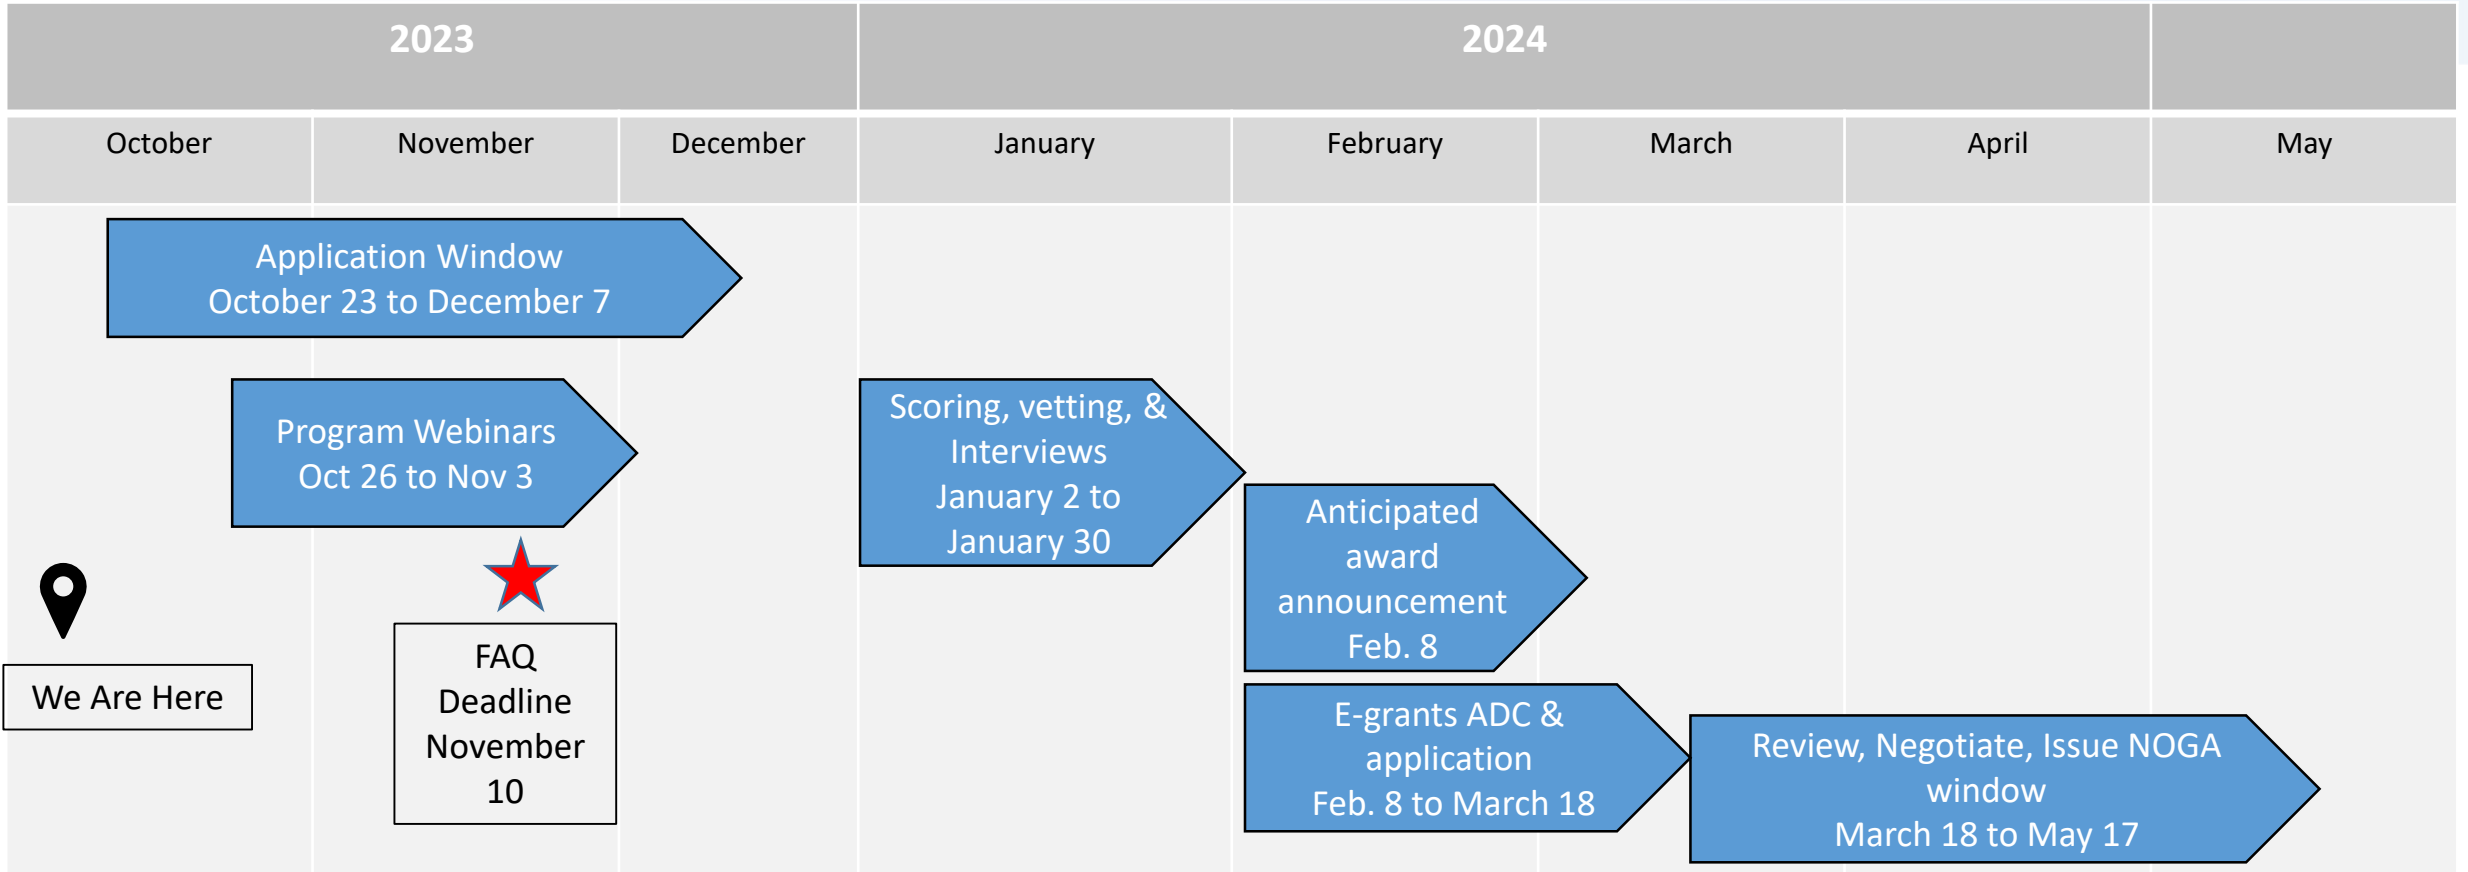 2023
2024
October
November
December
January
February
March
April
May
Application Window
October 23 to December 7
Program Webinars
Oct 26 to Nov 3
Scoring, vetting, &
Interviews
January 2 to
January 30
Anticipated
award
announcement
Feb. 8
We Are Here
FAQ
Deadline
November
10
E-grants ADC &
application
Feb. 8 to March 18
Review, Negotiate, Issue NOGA
window
March 18 to May 17